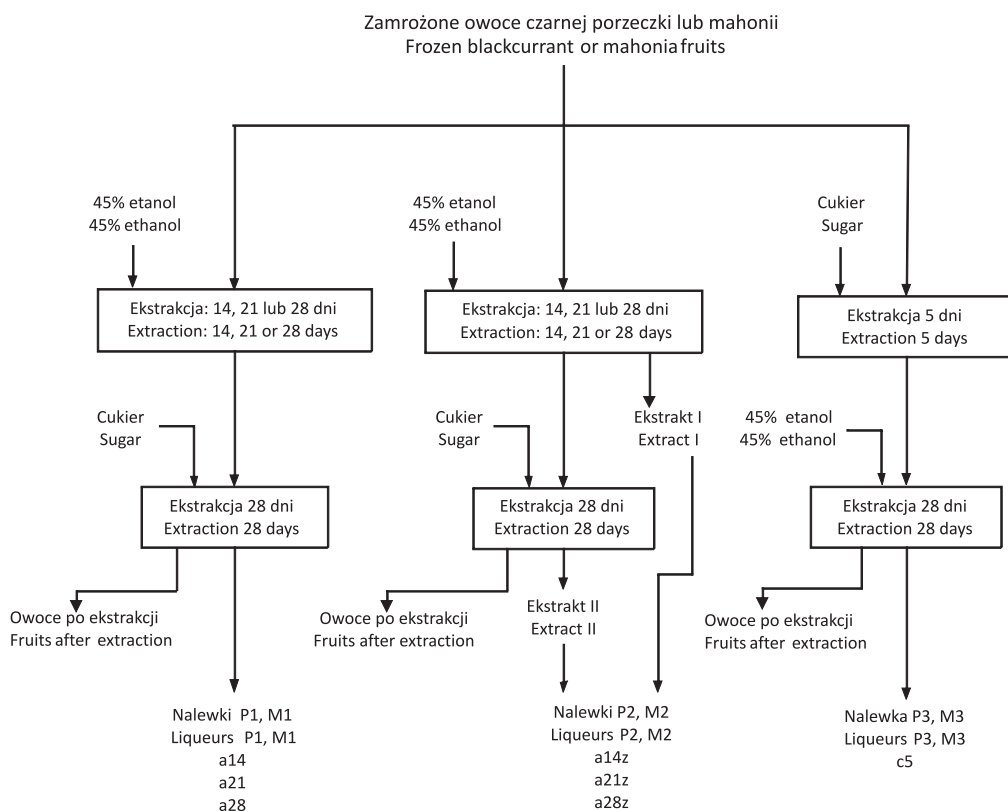 Zamrożone owoce czarnej porzeczki lub mahonii
Frozen blackcurrant or mahonia fruits
45% etanol
45% ethanol
45% etanol
45% ethanol
Cukier
Sugar
Ekstrakcja: 14, 21 lub 28 dni
Extraction: 14, 21 or 28 days
Ekstrakcja: 14, 21 lub 28 dni
Extraction: 14, 21 or 28 days
Ekstrakcja 5 dni
Extraction 5 days
Cukier
Sugar
Cukier
Sugar
Ekstrakt I
Extract I
45% etanol
45% ethanol
Ekstrakcja 28 dni
Extraction 28 days
Ekstrakcja 28 dni
Extraction 28 days
Ekstrakcja 28 dni
Extraction 28 days
Owoce po ekstrakcji
Fruits after extraction
Owoce po ekstrakcji
Fruits after extraction
Ekstrakt II
Extract II
Owoce po ekstrakcji
Fruits after extraction
Nalewki P1, M1
Liqueurs P1, M1
a14
a21
a28
Nalewki P2, M2
Liqueurs P2, M2
a14z
a21z
a28z
Nalewka P3, M3
Liqueurs P3, M3
c5